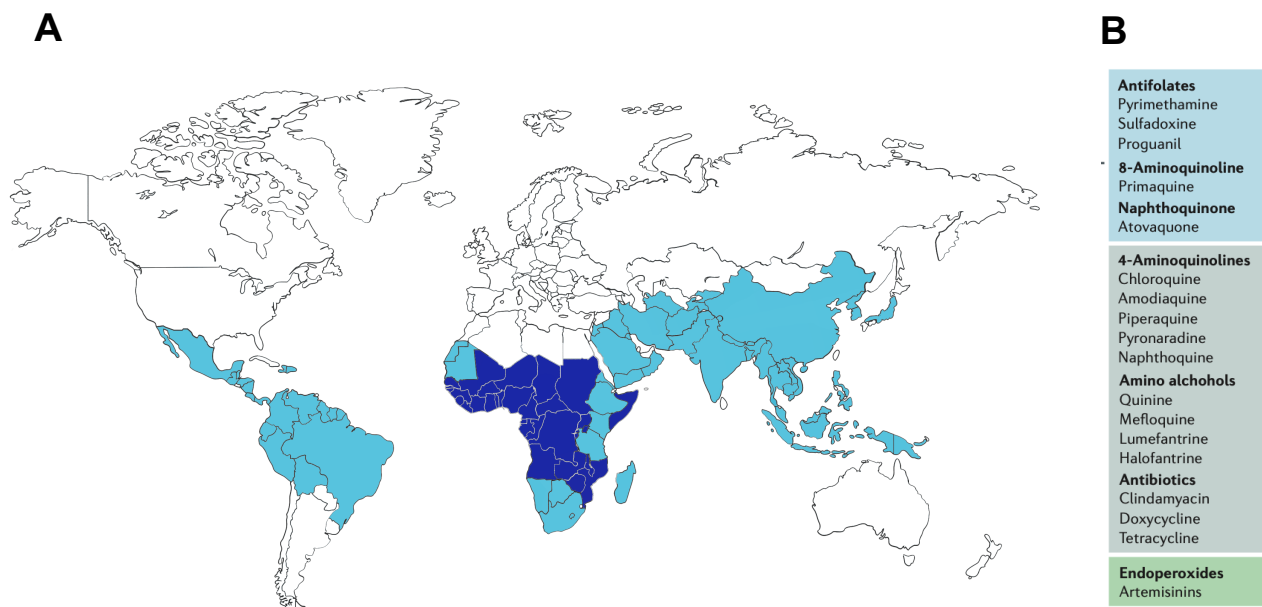 A
B
Antifolates
Pyrimethamine
Sulfadoxine
Proguanil
8-Aminoquinoline
Primaquine
Naphthoquinone
Atovaquone
4-Aminoquinolines
Chloroquine
Amodiaquine
Piperaquine
Pyronaradine
Naphthoquine
Amino alchohols
Quinine
Mefloquine
Lumefantrine
Halofantrine
Antibiotics
Clindamyacin
Doxycycline
Tetracycline
Endoperoxides
Artemisinins